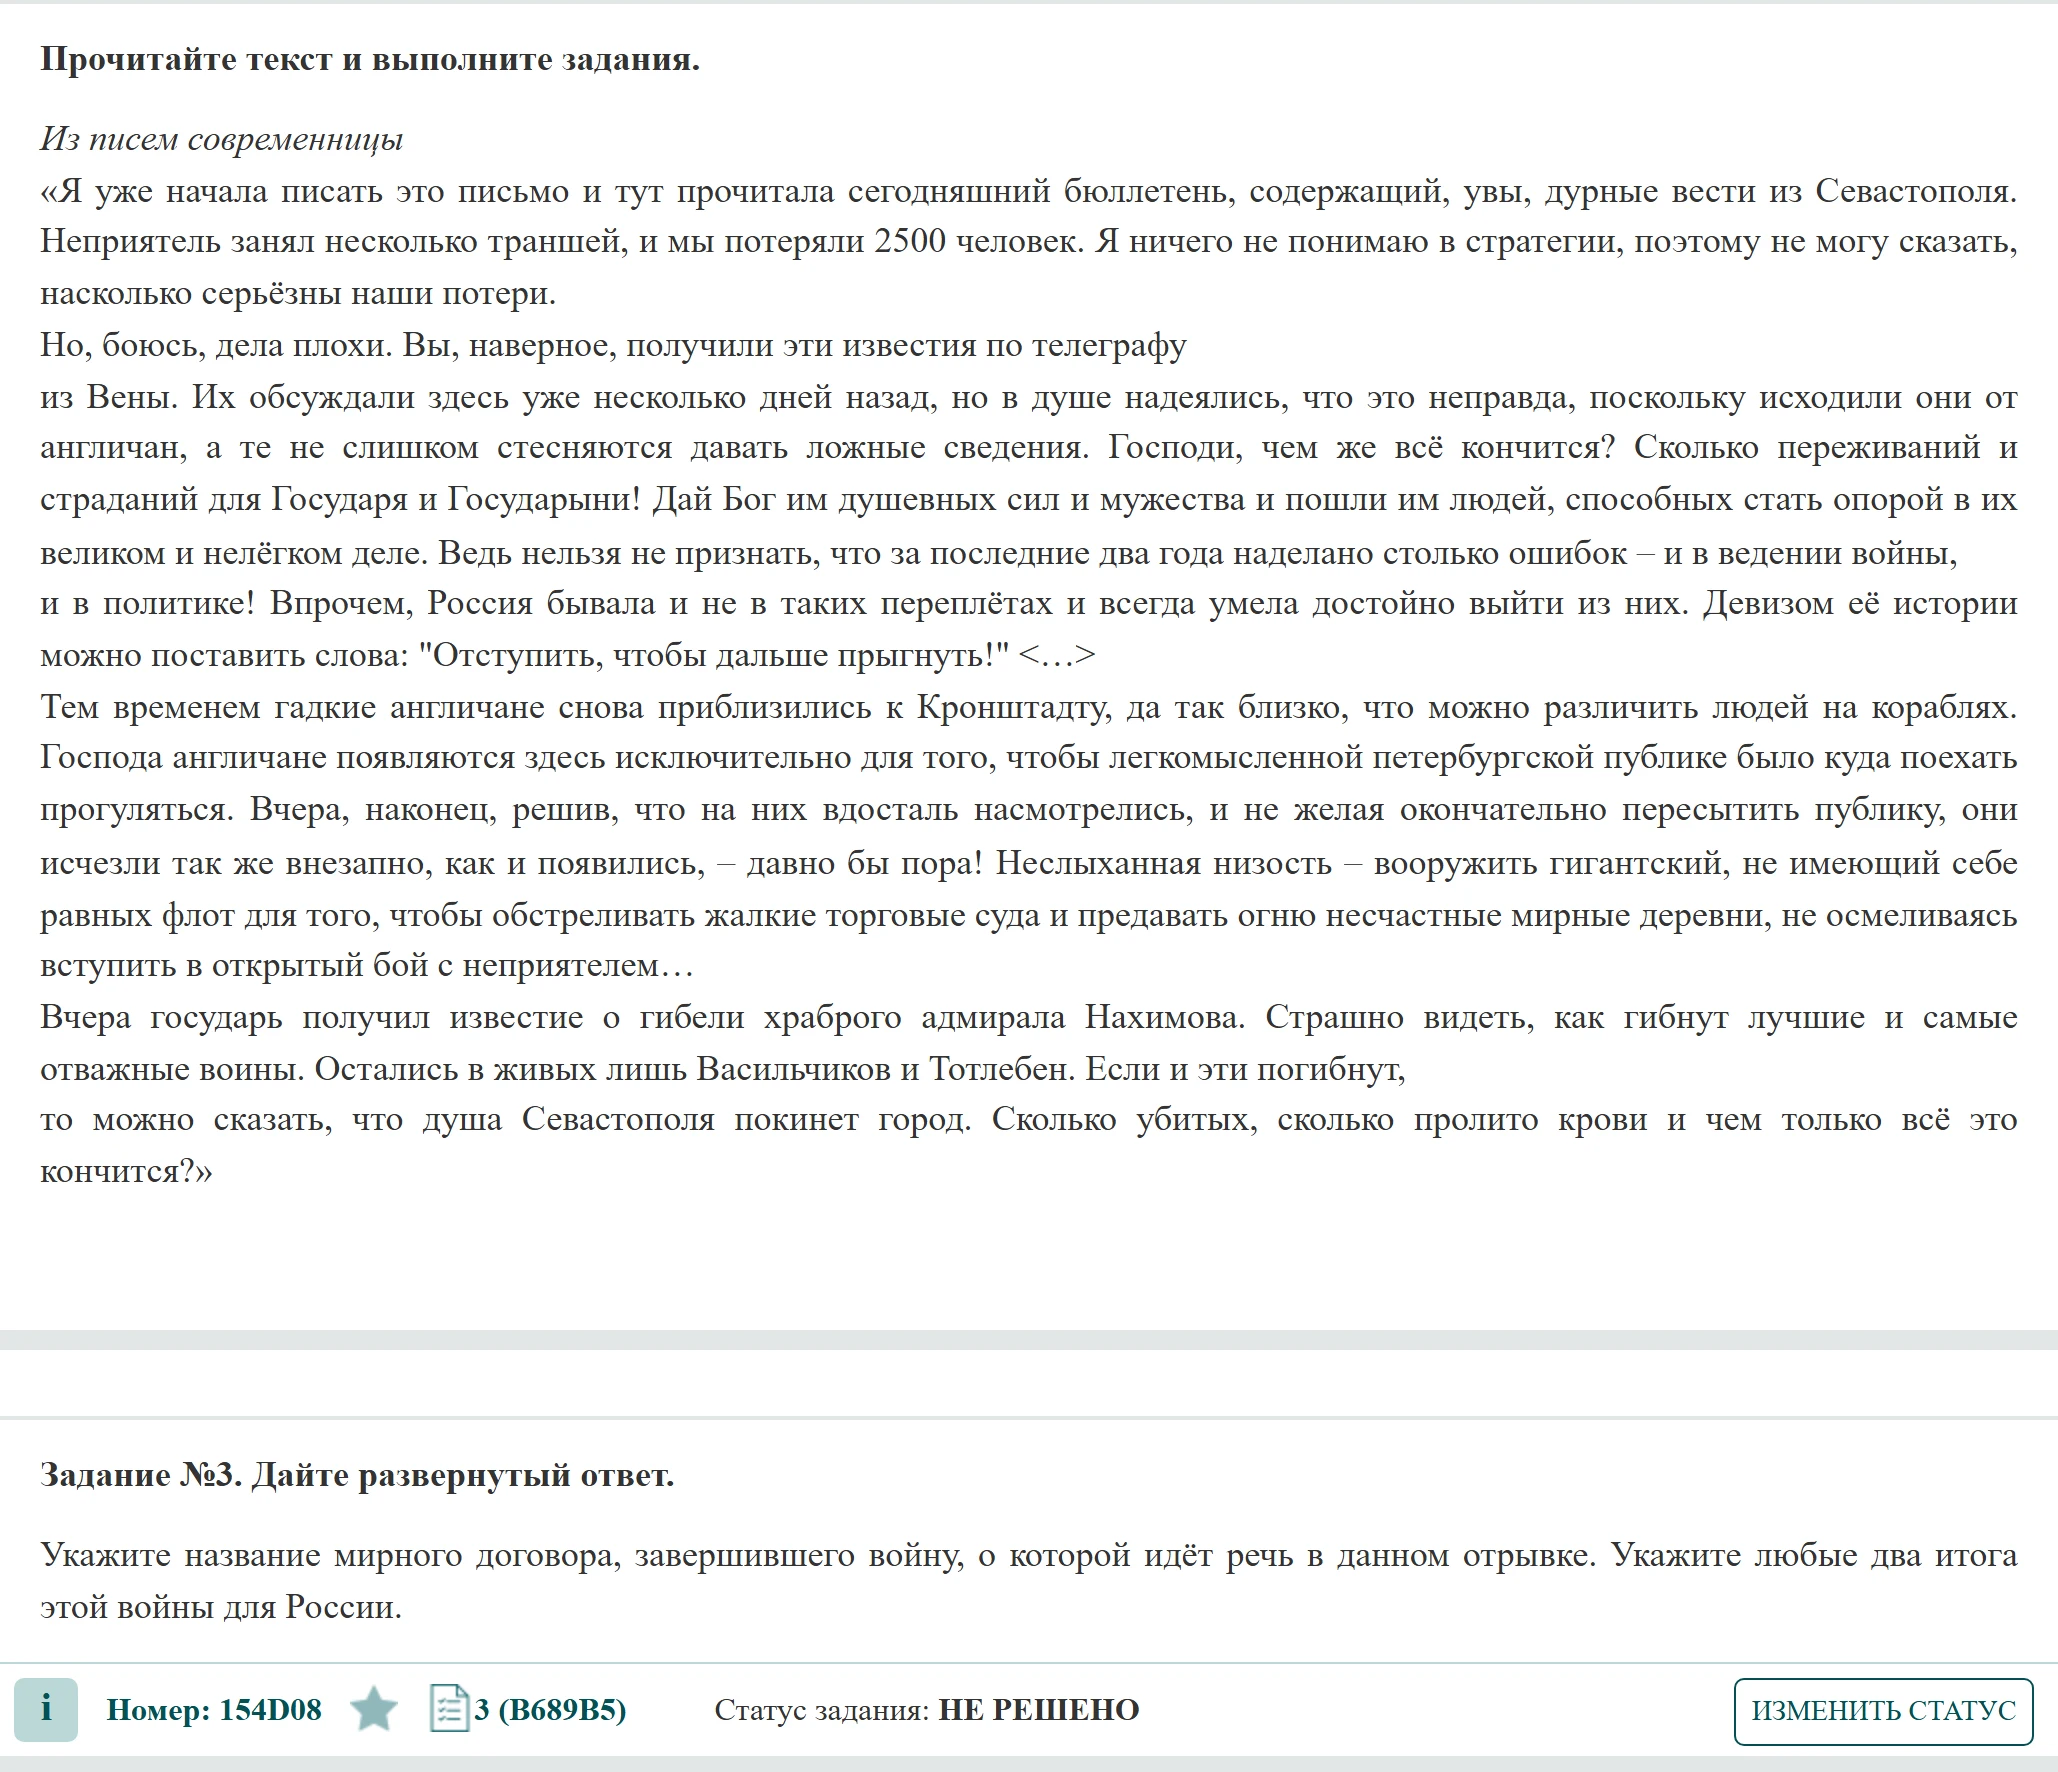 Прочитайте текст и выполните задания.
Из писем современницы
«Я уже начала писать это письмо и тут прочитала сегодняшний бюллетень, содержащий, увы, дурные вести из Севастополя.
Неприятель занял несколько траншей, и мы потеряли 2500 человек. Я ничего не понимаю в стратегии, поэтому не могу сказать,
насколько серьёзны наши потери.
Но, боюсь, дела плохи. Вы, наверное, получили эти известия по телеграфу
из Вены. Их обсуждали здесь уже несколько дней назад, но в душе надеялись, что это неправда, поскольку исходили они от
англичан, а те не слишком стесняются давать ложные сведения. Господи, чем же всё кончится? Сколько переживаний и
страданий для Государя и Государыни! Дай Бог им душевных сил и мужества и пошли им людей, способных стать опорой в их
великом и нелёгком деле. Ведь нельзя не признать, что за последние два года наделано столько ошибок – и в ведении войны,
и в политике! Впрочем, Россия бывала и не в таких переплётах и всегда умела достойно выйти из них. Девизом её истории
можно поставить слова: "Отступить, чтобы дальше прыгнуть!" <…>
Тем временем гадкие англичане снова приблизились к Кронштадту, да так близко, что можно различить людей на кораблях.
Господа англичане появляются здесь исключительно для того, чтобы легкомысленной петербургской публике было куда поехать
прогуляться. Вчера, наконец, решив, что на них вдосталь насмотрелись, и не желая окончательно пересытить публику, они
исчезли так же внезапно, как и появились, – давно бы пора! Неслыханная низость – вооружить гигантский, не имеющий себе
равных флот для того, чтобы обстреливать жалкие торговые суда и предавать огню несчастные мирные деревни, не осмеливаясь
вступить в открытый бой с неприятелем…
Вчера государь получил известие о гибели храброго адмирала Нахимова. Страшно видеть, как гибнут лучшие и самые
отважные воины. Остались в живых лишь Васильчиков и Тотлебен. Если и эти погибнут,
то можно сказать, что душа Севастополя покинет город. Сколько убитых, сколько пролито крови и чем только всё это
кончится?»
Задание №3. Дайте развернутый ответ.
Укажите название мирного договора, завершившего войну, о которой идёт речь в данном отрывке. Укажите любые два итога
этой войны для России.
i Номер: 154D08 3 (B689B5) Статус задания: НЕ РЕШЕНО ИЗМЕНИТЬ СТАТУС